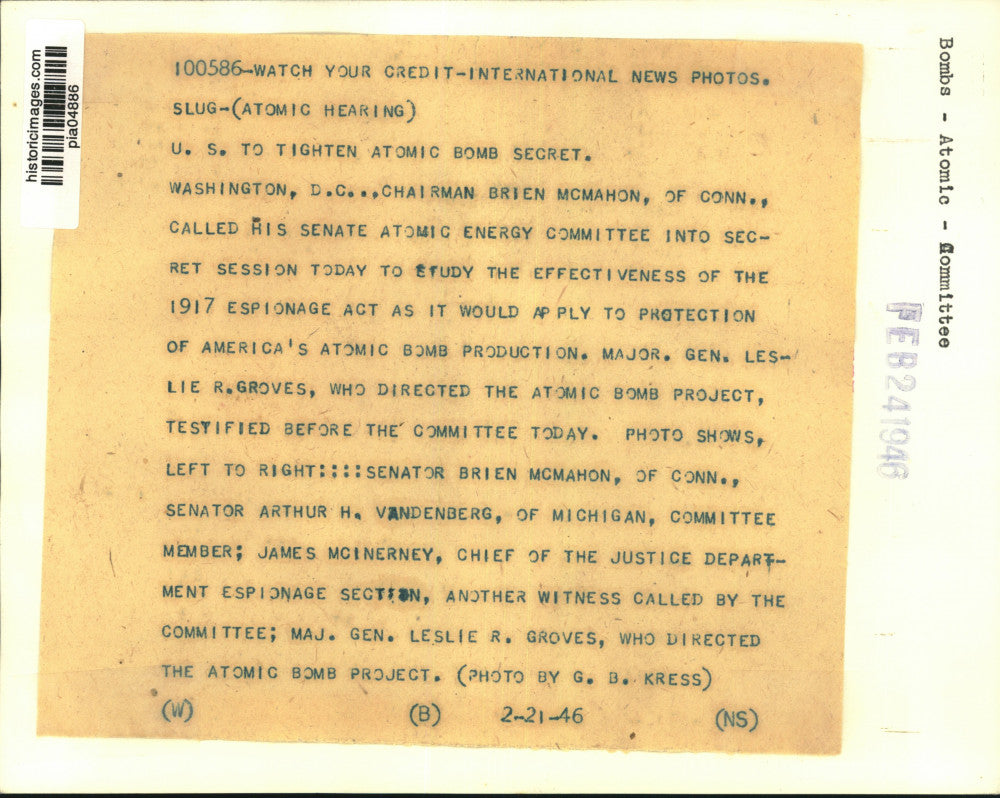 historicimages.com
pia04886
100586-WATCH YOUR CREDIT-INTERNATIONAL NEWS PHOTOS.
SLUG-(ATOMIC HEARING)
U. S. TO TIGHTEN ATOMIC BOMB SECRET.
WASHINGTON, D.C...,CHAIRMAN BRIEN MCMAHON, OF CONN.,
CALLED HIS SENATE ATOMIC ENERGY COMMITTEE INTO SEC-
RET SESSION TODAY TO STUDY THE EFFECTIVENESS OF THE
1917 ESPIONAGE ACT AS IT WOULD APPLY TO PROTECTION
OF AMERICA'S ATOMIC BOMB PRODUCTION. MAJOR. GEN. LES-
LIE R.GROVES, WHO DIRECTED THE ATOMIC BOMB PROJECT,
TESTIFIED BEFORE THE COMMITTEE TODAY. PHOTO SHOWS,
LEFT TO RIGHT::::SENATOR BRIEN MCMAHON, OF CONN.,
SENATOR ARTHUR H. VANDENBERG, OF MICHIGAN, COMMITTEE
MEMBER; JAMES MCINERNEY, CHIEF OF THE JUSTICE DEPART-
MENT ESPIONAGE SECTION, ANOTHER WITNESS CALLED BY THE
COMMITTEE; MAJ. GEN. LESLIE R. GROVES, WHO DIRECTED
THE ATOMIC BOMB PROJECT. (PHOTO BY G. B. KRESS)
(W) (B) 2-21-46 (NS)
Bombs - Atomic - Committee
FEB 24 1946